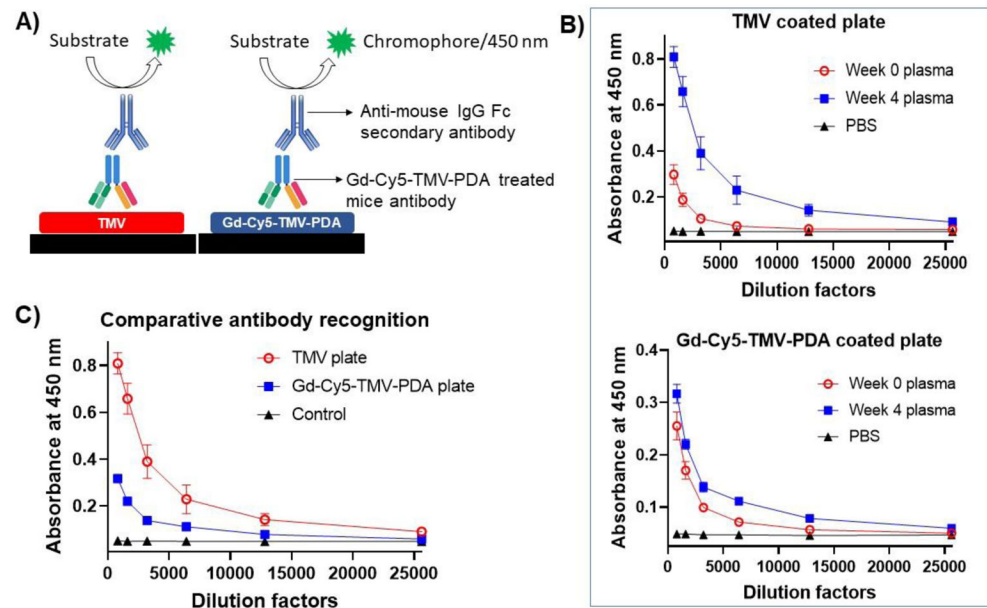 A)
Substrate
Substrate
Chromophore/450 nm
Anti-mouse IgG Fc
secondary antibody
Gd-Cy5-TMV-PDA treated
mice antibody
TMV
Gd-Cy5-TMV-PDA
B)
TMV coated plate
Absorbance at 450 nm
0.8
0.6
0.4
0.2
Week 0 plasma
Week 4 plasma
PBS
0 5000 10000 15000 20000 25000
Dilution factors
Gd-Cy5-TMV-PDA coated plate
Absorbance at 450 nm
0.4
0.3
0.2
0.1
Week 0 plasma
Week 4 plasma
PBS
0 5000 10000 15000 20000 25000
Dilution factors
C)
Comparative antibody recognition
Absorbance at 450 nm
0.8
0.6
0.4
0.2
TMV plate
Gd-Cy5-TMV-PDA plate
Control
0 5000 10000 15000 20000 25000
Dilution factors